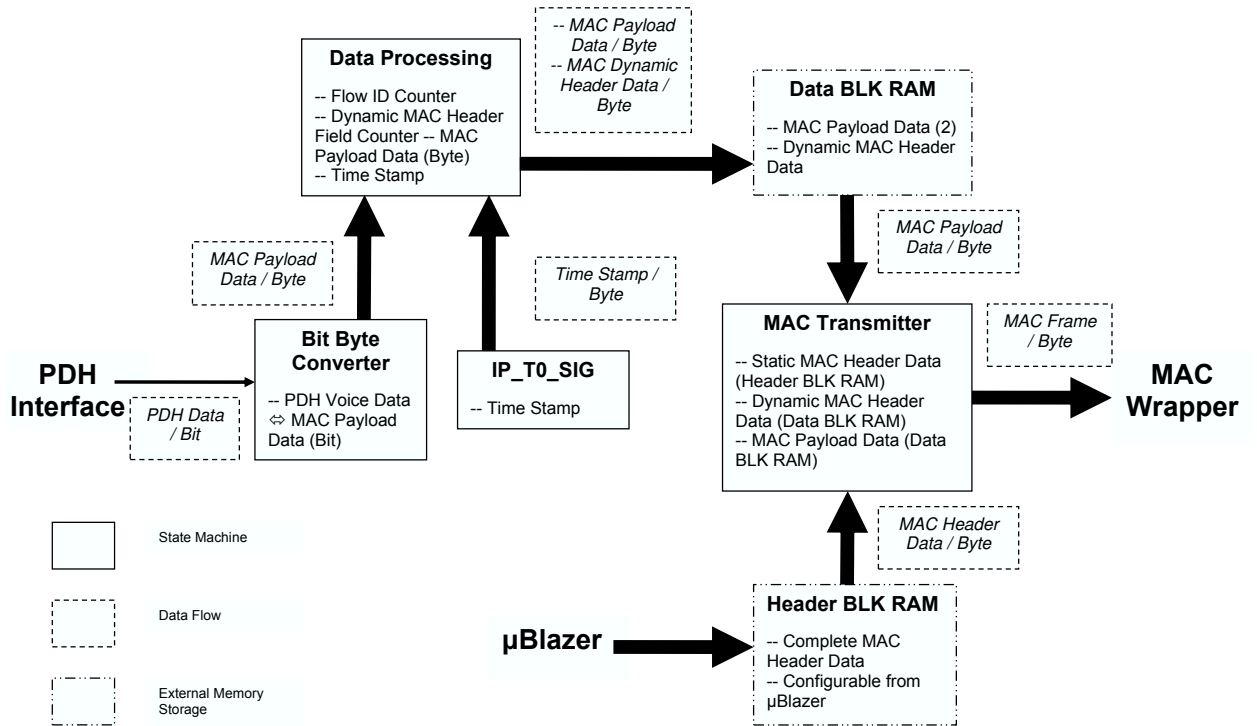 -- MAC Payload
Data / Byte
-- MAC Dynamic
Header Data /
Byte
Data Processing
-- Flow ID Counter
-- Dynamic MAC Header
Field Counter -- MAC
Payload Data (Byte)
-- Time Stamp
Data BLK RAM
-- MAC Payload Data (2)
-- Dynamic MAC Header
Data
MAC Payload
Data / Byte
Time Stamp /
Byte
MAC Payload
Data / Byte
PDH
Interface
PDH Data
/ Bit
Bit Byte
Converter
-- PDH Voice Data
⇔ MAC Payload
Data (Bit)
IP_T0_SIG
-- Time Stamp
MAC Transmitter
-- Static MAC Header Data
(Header BLK RAM)
-- Dynamic MAC Header
Data (Data BLK RAM)
-- MAC Payload Data (Data
BLK RAM)
MAC Frame
/ Byte
MAC
Wrapper
MAC Header
Data / Byte
µBlazer
Header BLK RAM
-- Complete MAC
Header Data
-- Configurable from
µBlazer
State Machine
Data Flow
External Memory
Storage